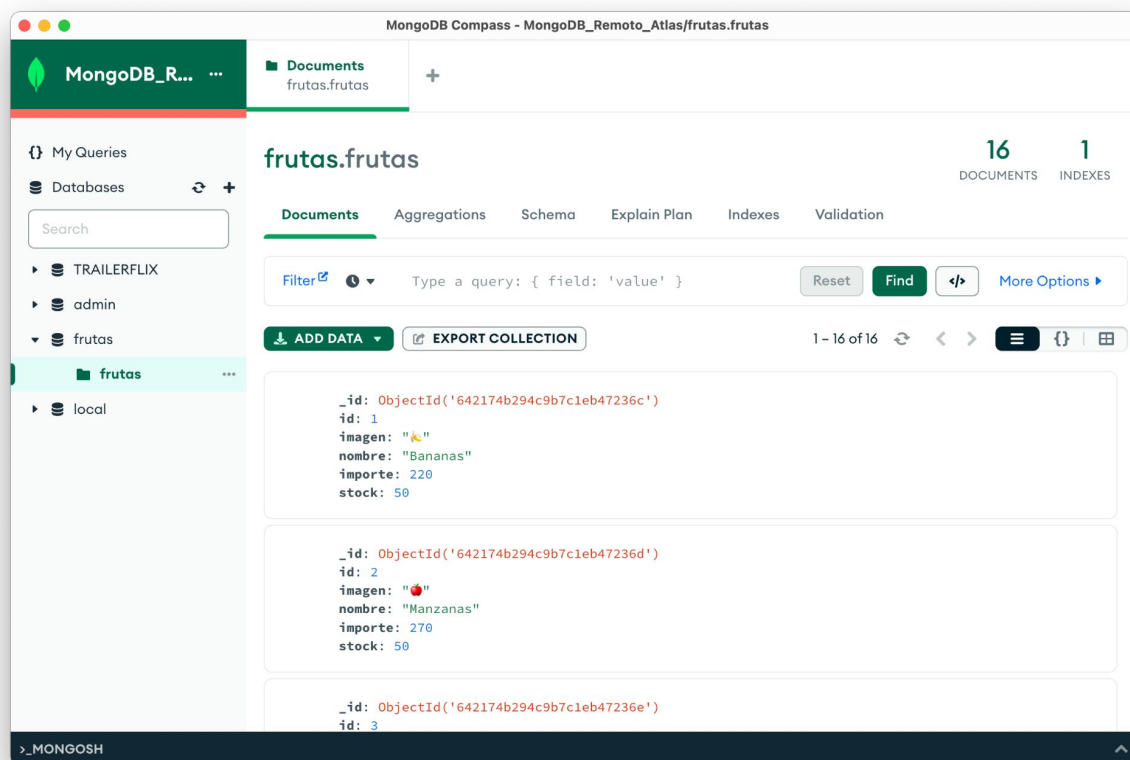 MongoDB Compass - MongoDB_Remoto_Atlas/frutas.frutas
MongoDB_R... ···
Documents
frutas.frutas
+
{} My Queries
Databases
Search
TRAILERFLIX
admin
frutas
frutas ···
local
frutas.frutas
16
DOCUMENTS
1
INDEXES
Documents Aggregations Schema Explain Plan Indexes Validation
Filter Type a query: { field: 'value' } Reset Find </> More Options
ADD DATA EXPORT COLLECTION 1 – 16 of 16 {}
_id: ObjectId('642174b294c9b7c1eb47236c')
id: 1
imagen: "🍌"
nombre: "Bananas"
importe: 220
stock: 50
_id: ObjectId('642174b294c9b7c1eb47236d')
id: 2
imagen: "🍎"
nombre: "Manzanas"
importe: 270
stock: 50
_id: ObjectId('642174b294c9b7c1eb47236e')
id: 3
>_MONGOSH